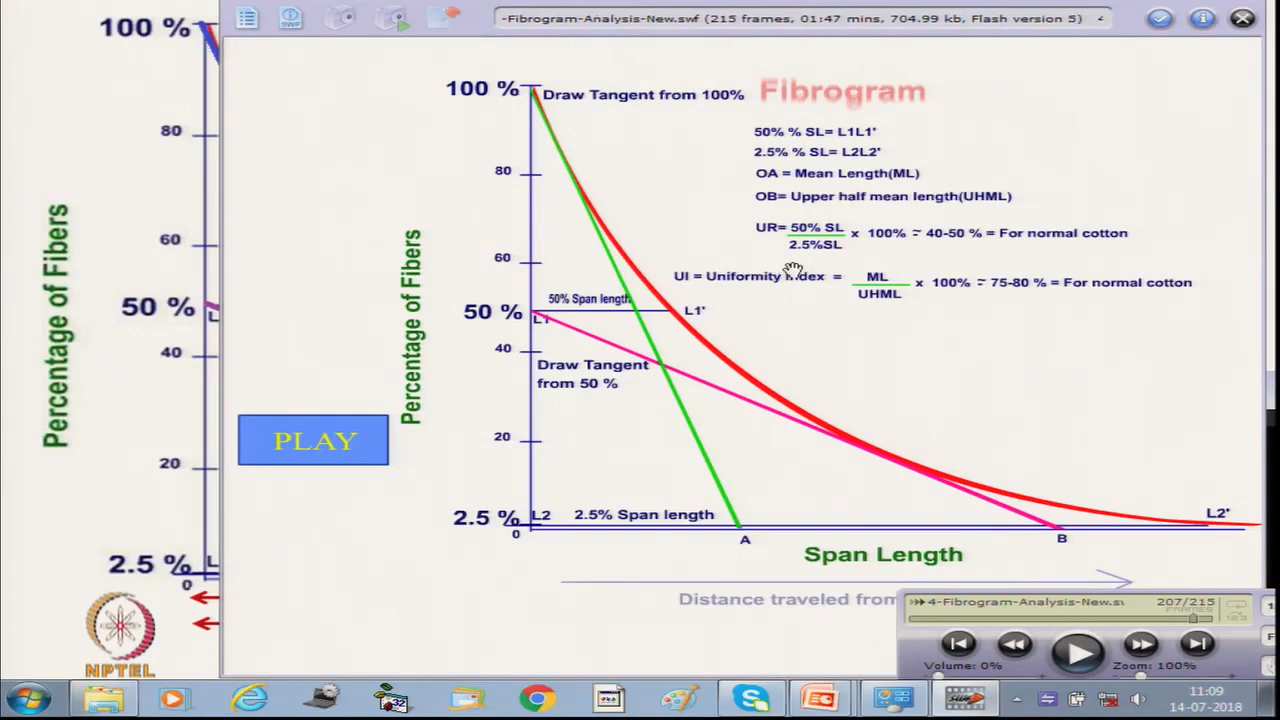 -Fibrogram-Analysis-New.swf (215 frames, 01:47 mins, 704.99 kb, Flash version 5)
100 %
80
60
50 %
40
20
2.5 %
0
L
Percentage of Fibers
NPTEL
PLAY
Fibrogram
100 %
Draw Tangent from 100%
50% % SL= L1L1'
2.5% % SL= L2L2'
OA = Mean Length(ML)
OB= Upper half mean length(UHML)
UR= 50% SL
2.5%SL
x 100% ~ 40-50 % = For normal cotton
UI = Uniformity Index = ML
UHML
x 100% ~ 75-80 % = For normal cotton
80
60
50% Span length
50 %
L1
L1'
40
Draw Tangent
from 50 %
20
2.5 %
L2
2.5% Span length
L2'
0
A
B
Percentage of Fibers
Span Length
Distance traveled from
4-Fibrogram-Analysis-New.sv
207/215
FRAMES
Volume: 0%
Zoom: 100%
11:09
14-07-2018